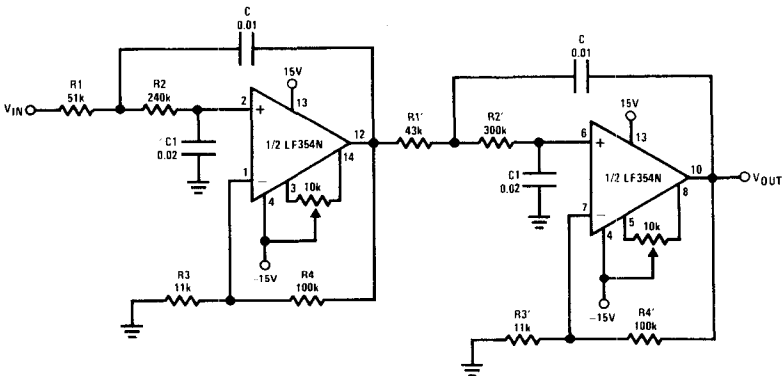 C
0.01
R1
51k
R2
240k
VIN
C1
0.02
15V
13
2
+
1/2 LF354N
12
14
1
−
3
10k
4
-15V
R3
11k
R4
100k
C
0.01
R1'
43k
R2'
300k
C1
0.02
15V
13
6
+
1/2 LF354N
10
VOUT
8
7
−
5
10k
4
-15V
R3'
11k
R4'
100k